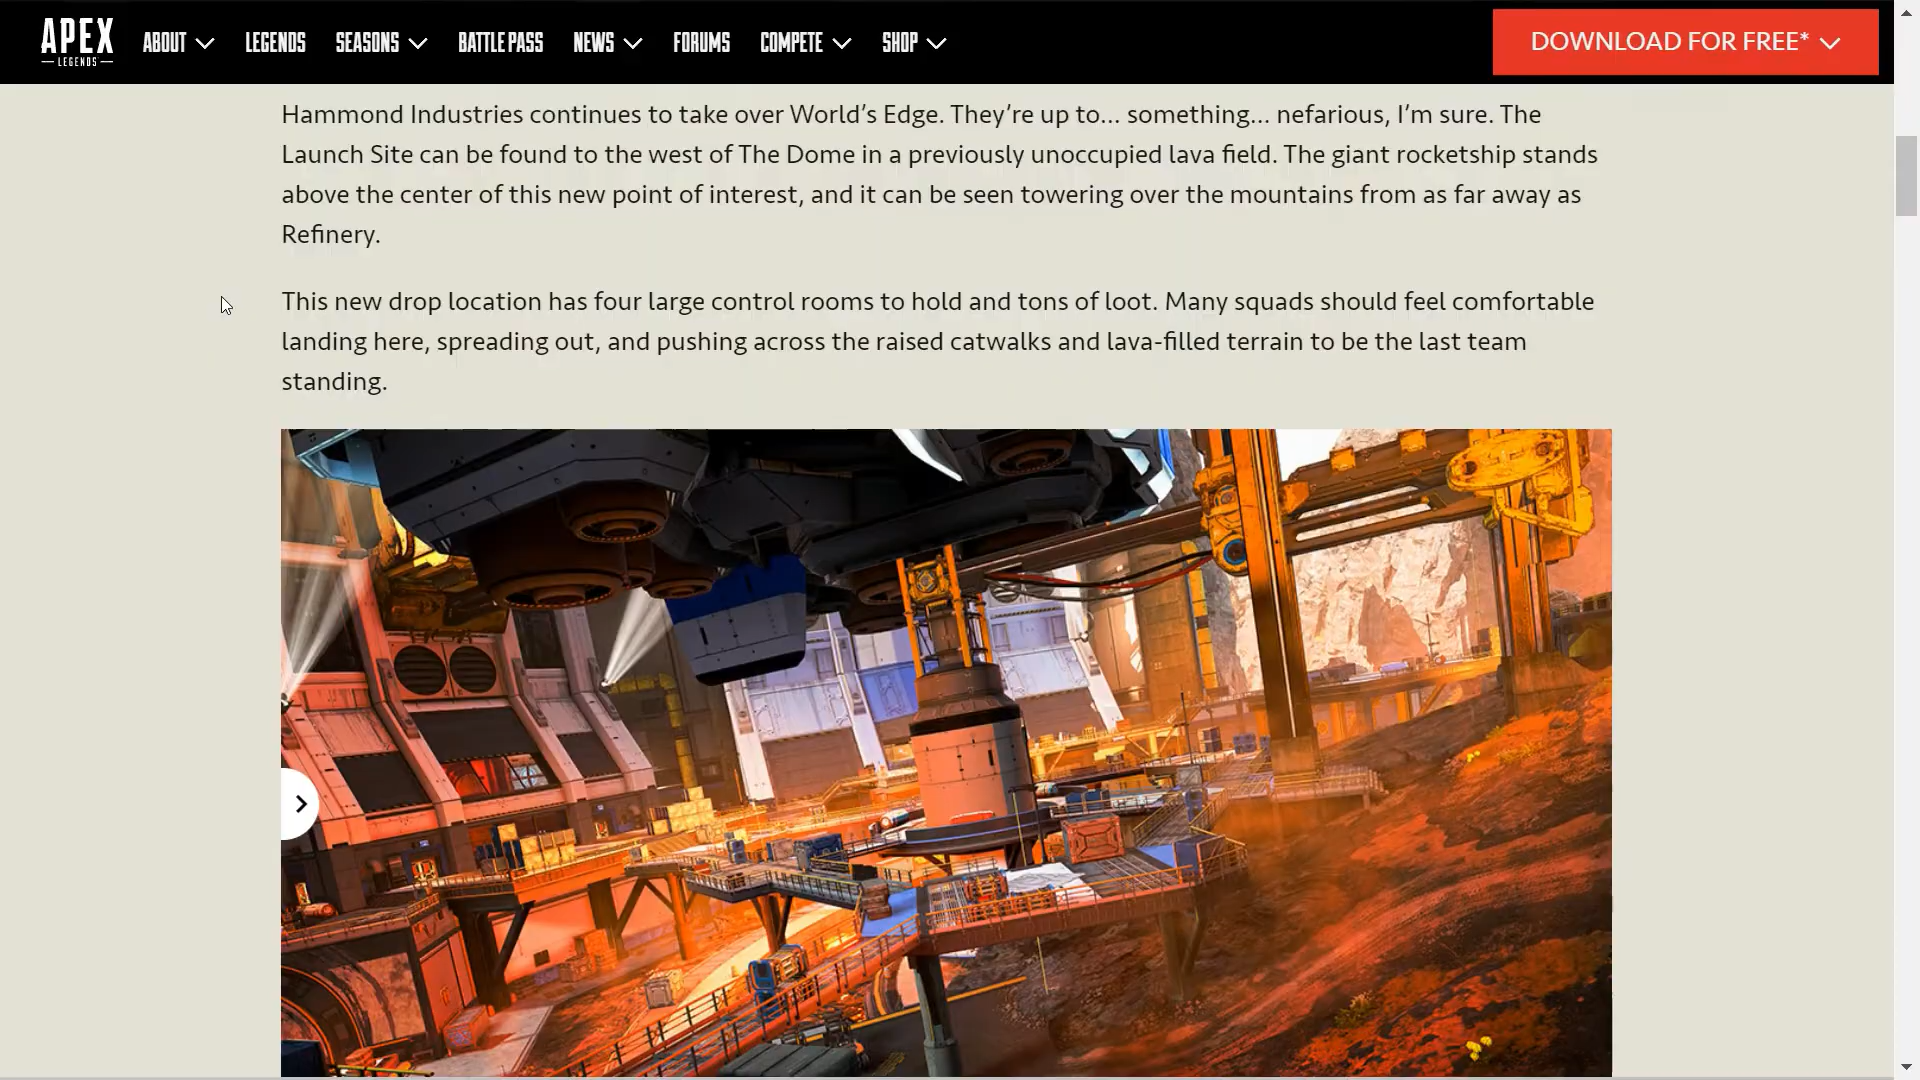 APEX
LEGENDS
ABOUT LEGENDS SEASONS BATTLE PASS NEWS FORUMS COMPETE SHOP DOWNLOAD FOR FREE*
Hammond Industries continues to take over World’s Edge. They’re up to… something… nefarious, I’m sure. The
Launch Site can be found to the west of The Dome in a previously unoccupied lava field. The giant rocketship stands
above the center of this new point of interest, and it can be seen towering over the mountains from as far away as
Refinery.
This new drop location has four large control rooms to hold and tons of loot. Many squads should feel comfortable
landing here, spreading out, and pushing across the raised catwalks and lava-filled terrain to be the last team
standing.